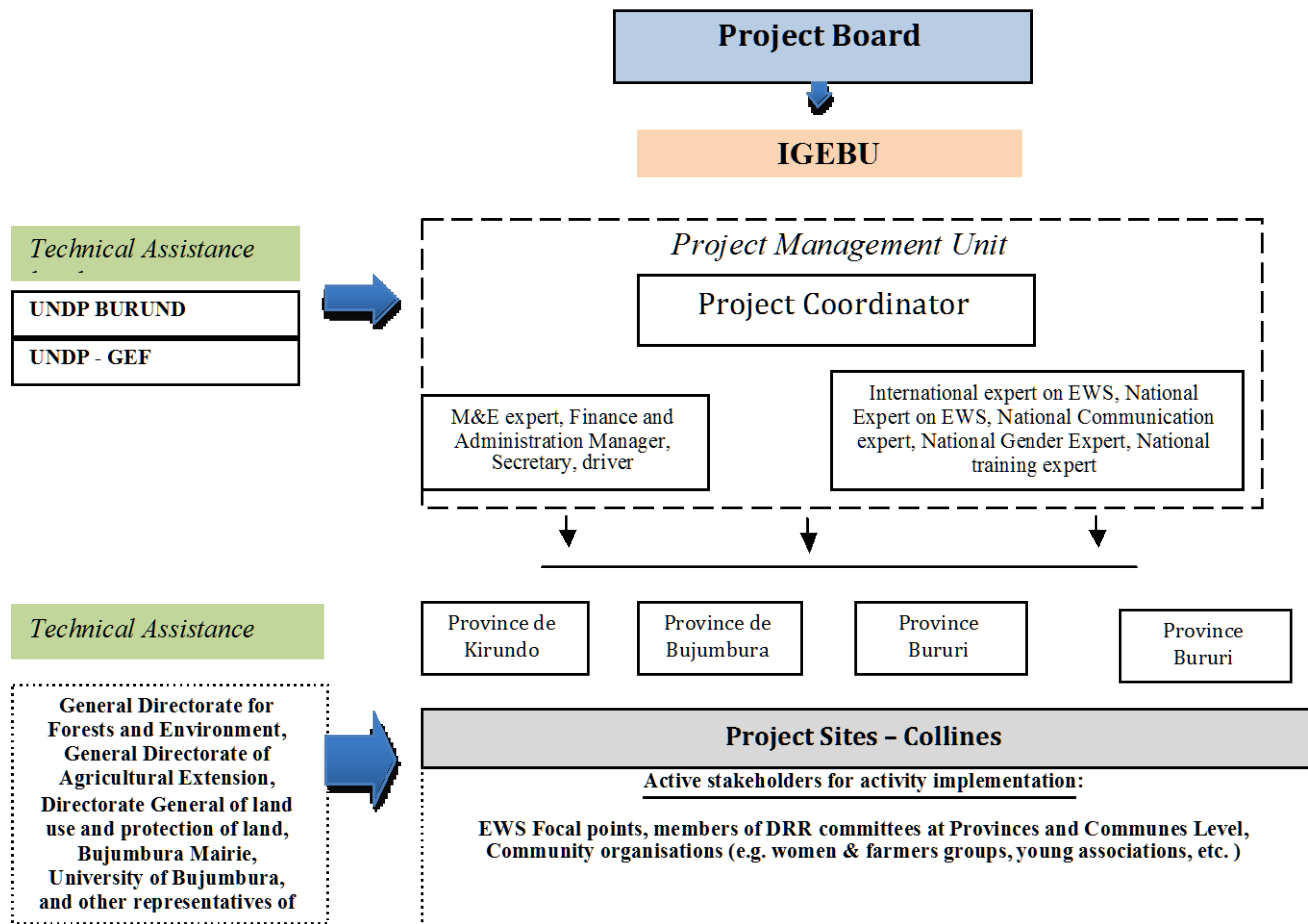 Project Board
IGEBU
Technical Assistance
UNDP BURUND
UNDP - GEF
Project Management Unit
Project Coordinator
M&E expert, Finance and
Administration Manager,
Secretary, driver
International expert on EWS, National
Expert on EWS, National Communication
expert, National Gender Expert, National
training expert
Technical Assistance
Province de
Kirundo
Province de
Bujumbura
Province
Bururi
Province
Bururi
General Directorate for
Forests and Environment,
General Directorate of
Agricultural Extension,
Directorate General of land
use and protection of land,
Bujumbura Mairie,
University of Bujumbura,
and other representatives of
Project Sites – Collines
Active stakeholders for activity implementation:
EWS Focal points, members of DRR committees at Provinces and Communes Level,
Community organisations (e.g. women & farmers groups, young associations, etc. )